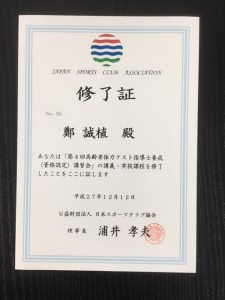 JAPAN SPORTS CLUB ASSOCIATION
修了証
鄭 誠植 殿
あなたは「第6回高齢者体力テスト指導士養成
(資格認定)講習会」の講義・実技課程を修了
したことをここに証します
平成27年12月12日
公益財団法人 日本スポーツクラブ協会
理事長 浦井 孝夫